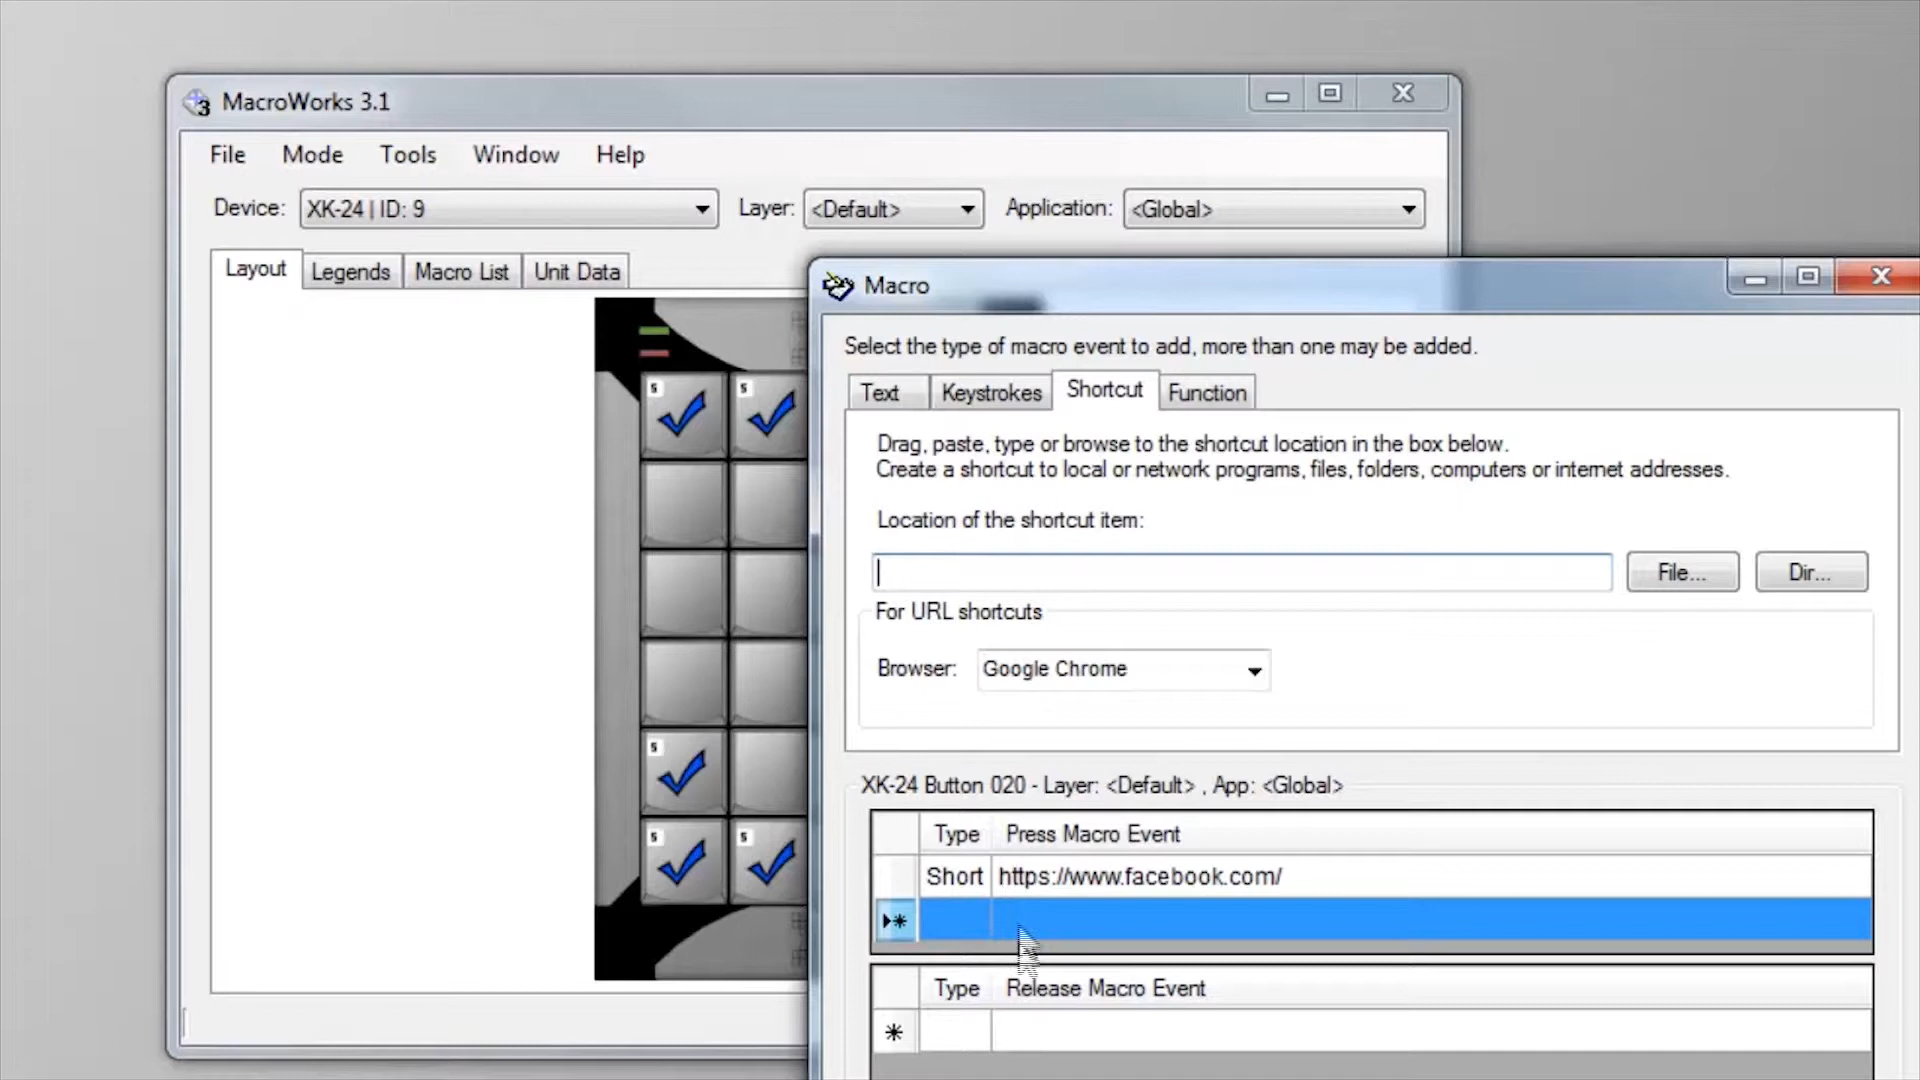 MacroWorks 3.1
File Mode Tools Window Help
Device: XK-24 | ID: 9 Layer: <Default> Application: <Global>
Layout Legends Macro List Unit Data
Macro
Select the type of macro event to add, more than one may be added.
Text Keystrokes Shortcut Function
Drag, paste, type or browse to the shortcut location in the box below.
Create a shortcut to local or network programs, files, folders, computers or internet addresses.
Location of the shortcut item:
File... Dir...
For URL shortcuts
Browser: Google Chrome
XK-24 Button 020 - Layer: <Default> , App: <Global>
Type Press Macro Event
Short https://www.facebook.com/
Type Release Macro Event
S S
S
S S